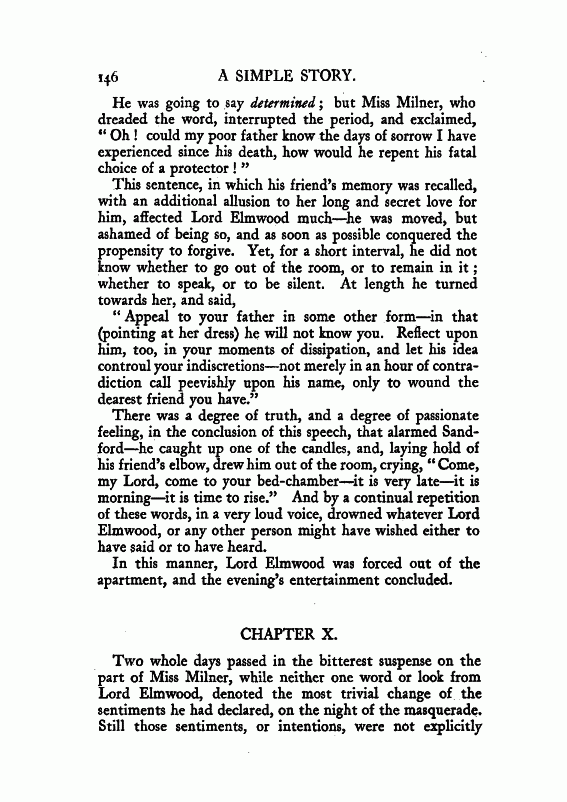 146 A SIMPLE STORY.
He was going to say determined; but Miss Milner, who
dreaded the word, interrupted the period, and exclaimed,
“Oh! could my poor father know the days of sorrow I have
experienced since his death, how would he repent his fatal
choice of a protector!”
This sentence, in which his friend’s memory was recalled,
with an additional allusion to her long and secret love for
him, affected Lord Elmwood much—he was moved, but
ashamed of being so, and as soon as possible conquered the
propensity to forgive. Yet, for a short interval, he did not
know whether to go out of the room, or to remain in it;
whether to speak, or to be silent. At length he turned
towards her, and said,
“Appeal to your father in some other form—in that
(pointing at her dress) he will not know you. Reflect upon
him, too, in your moments of dissipation, and let his idea
controul your indiscretions—not merely in an hour of contra-
diction call peevishly upon his name, only to wound the
dearest friend you have.”
There was a degree of truth, and a degree of passionate
feeling, in the conclusion of this speech, that alarmed Sand-
ford—he caught up one of the candles, and, laying hold of
his friend’s elbow, drew him out of the room, crying, “Come,
my Lord, come to your bed-chamber—it is very late—it is
morning—it is time to rise.” And by a continual repetition
of these words, in a very loud voice, drowned whatever Lord
Elmwood, or any other person might have wished either to
have said or to have heard.
In this manner, Lord Elmwood was forced out of the
apartment, and the evening’s entertainment concluded.
CHAPTER X.
Two whole days passed in the bitterest suspense on the
part of Miss Milner, while neither one word or look from
Lord Elmwood, denoted the most trivial change of the
sentiments he had declared, on the night of the masquerade.
Still those sentiments, or intentions, were not explicitly